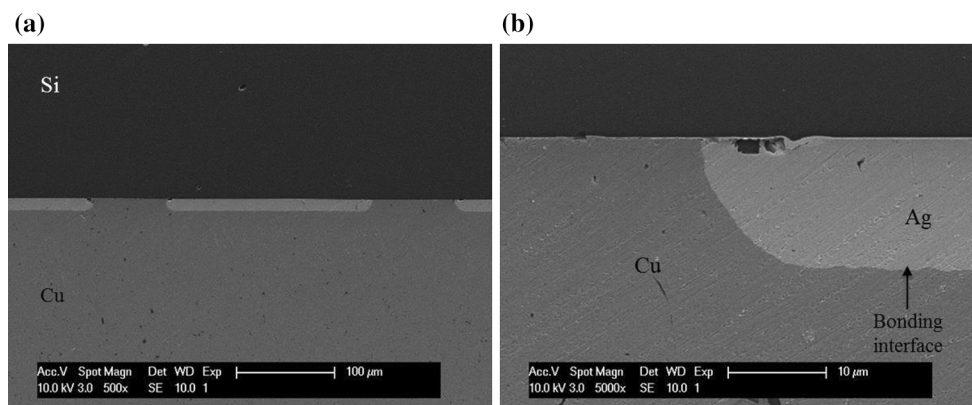 (a)
Si
Cu
Acc.V Spot Magn Det WD Exp
10.0 kV 3.0 500x SE 10.0 1
100 µm
(b)
Ag
Cu
Bonding
interface
Acc.V Spot Magn Det WD Exp
10.0 kV 3.0 5000x SE 10.0 1
10 µm